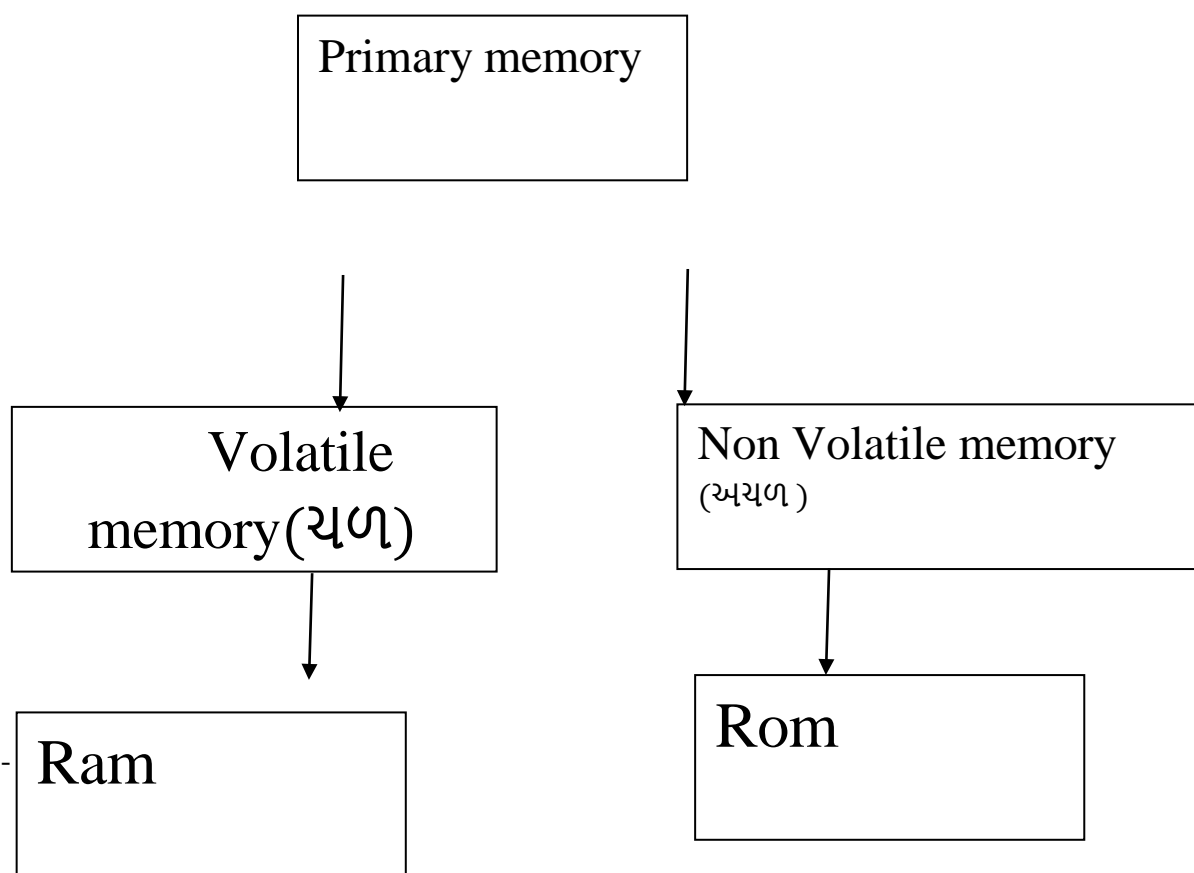 Primary memory
Volatile
memory(ચળ)
Non Volatile memory
(અચળ )
Rom
- Ram